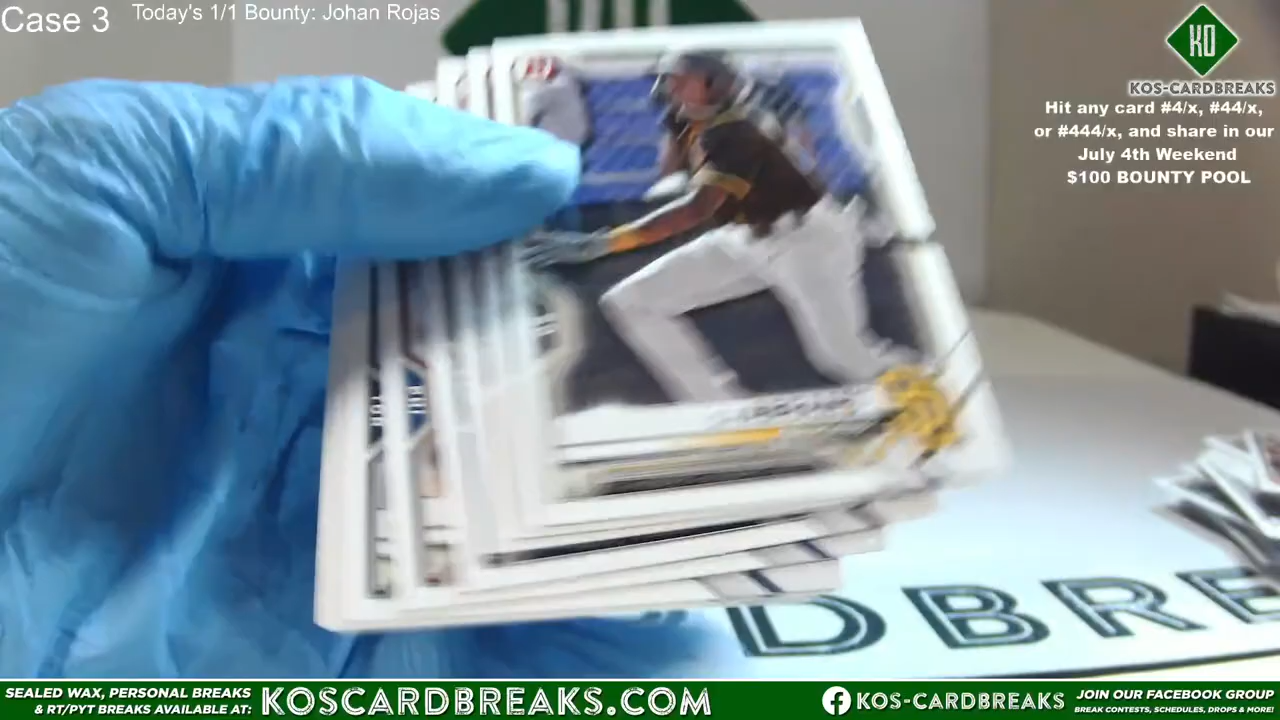 Case 3
Today's 1/1 Bounty: Johan Rojas
KO
KOS-CARDBREAKS
Hit any card #4/x, #44/x,
or #444/x, and share in our
July 4th Weekend
$100 BOUNTY POOL
DBRE
SEALED WAX, PERSONAL BREAKS
& RT/PYT BREAKS AVAILABLE AT:
KOSCARDBREAKS.COM
KOS-CARDBREAKS
JOIN OUR FACEBOOK GROUP
BREAK CONTESTS, SCHEDULES, DROPS & MORE!